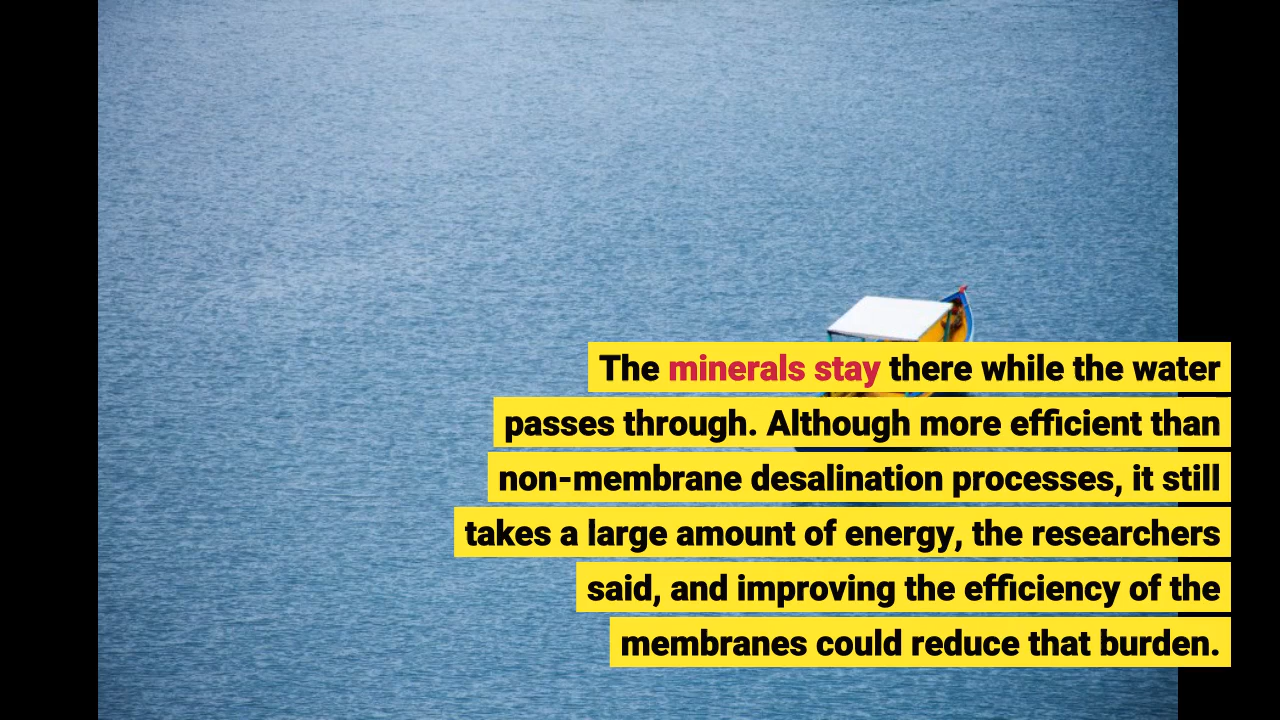 The minerals stay there while the water
passes through. Although more efficient than
non-membrane desalination processes, it still
takes a large amount of energy, the researchers
said, and improving the efficiency of the
membranes could reduce that burden.